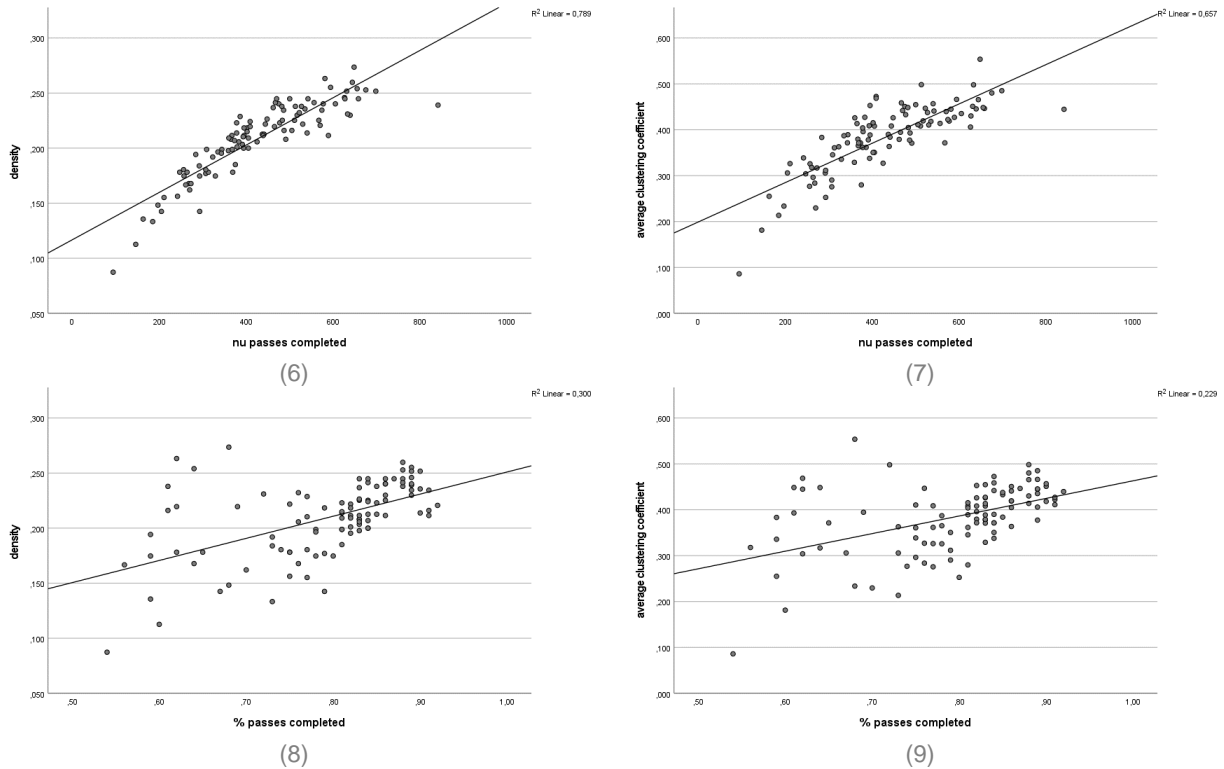 R² Linear = 0,789
,300
,250
,200
,150
,100
,050
density
0 200 400 600 800 1000
nu passes completed
(6)
R² Linear = 0,657
,600
,500
,400
,300
,200
,100
,000
average clustering coefficient
0 200 400 600 800 1000
nu passes completed
(7)
R² Linear = 0,300
,300
,250
,200
,150
,100
,050
density
,50 ,60 ,70 ,80 ,90 1,00
% passes completed
(8)
R² Linear = 0,229
,600
,500
,400
,300
,200
,100
,000
average clustering coefficient
,50 ,60 ,70 ,80 ,90 1,00
% passes completed
(9)